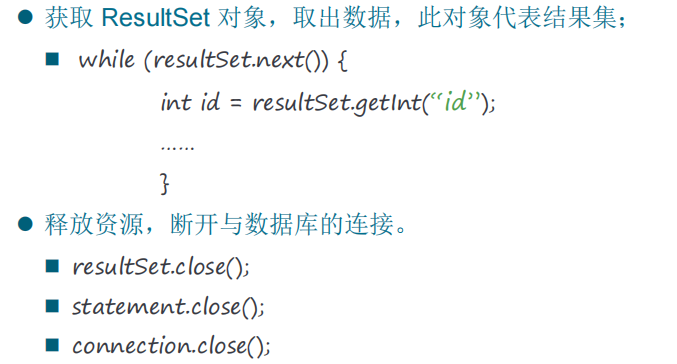 获取 ResultSet 对象，取出数据，此对象代表结果集；
while (resultSet.next()) {
int id = resultSet.getInt(“id”);
……
}
释放资源，断开与数据库的连接。
resultSet.close();
statement.close();
connection.close();